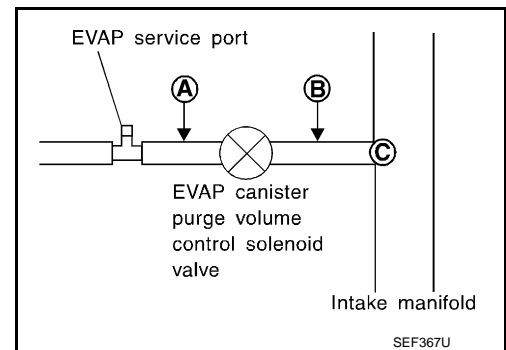 EVAP service port
A
B
C
EVAP canister
purge volume
control solenoid
valve
Intake manifold
SEF367U